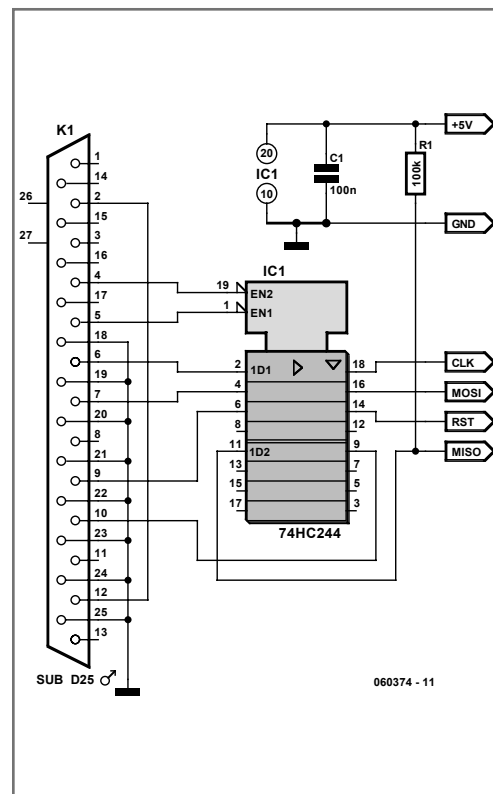 K1
1
14
2
15
3
16
4
17
5
18
6
19
7
20
8
21
9
22
10
23
11
24
12
25
13
26
27
SUB D25
+5V
R1
100k
C1
100n
20
IC1
10
GND
IC1
19 EN2
1 EN1
2 1D1 18
4 16
6 14
8 12
11 1D2 9
13 7
15 5
17 3
74HC244
CLK
MOSI
RST
MISO
060374 - 11